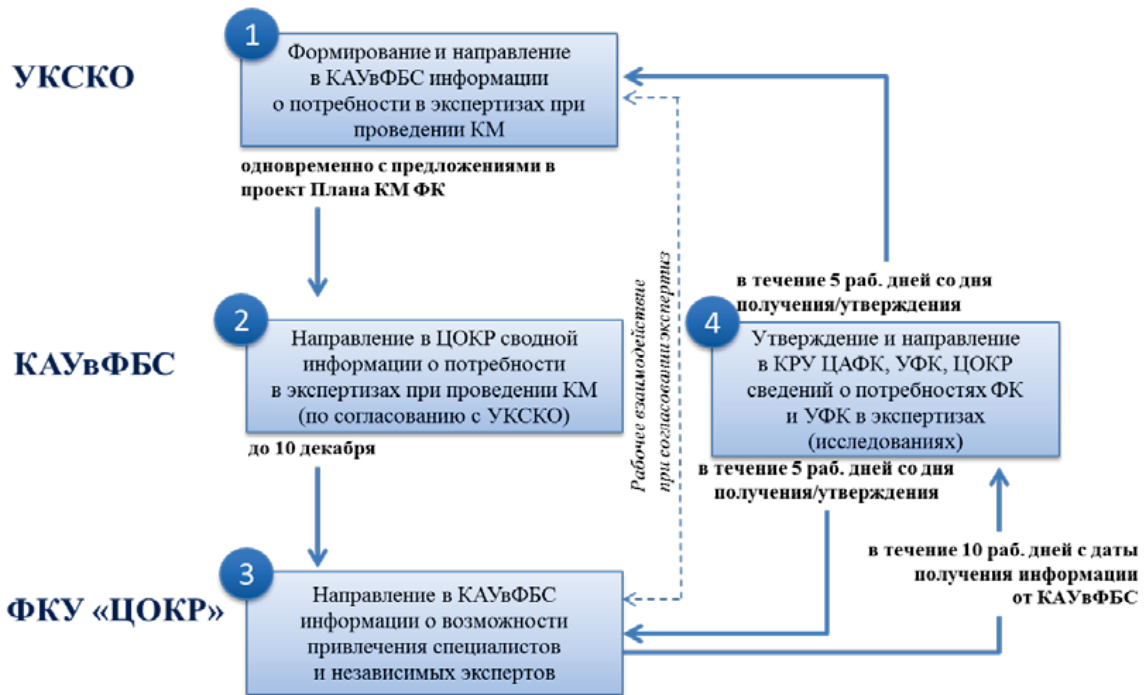 1
УКСКО
Формирование и направление
в КАУвФБС информации
о потребности в экспертизах при
проведении КМ
одновременно с предложениями в
проект Плана КМ ФК
Рабочее взаимодействие
при согласовании экспертиз
в течение 5 раб. дней со дня
получения/утверждения
2
КАУвФБС
Направление в ЦОКР сводной
информации о потребности
в экспертизах при проведении КМ
(по согласованию с УКСКО)
до 10 декабря
4
Утверждение и направление
в КРУ ЦАФК, УФК, ЦОКР
сведений о потребностях ФК
и УФК в экспертизах
(исследованиях)
в течение 5 раб. дней со дня
получения/утверждения
в течение 10 раб. дней с даты
получения информации
от КАУвФБС
3
ФКУ «ЦОКР»
Направление в КАУвФБС
информации о возможности
привлечения специалистов
и независимых экспертов